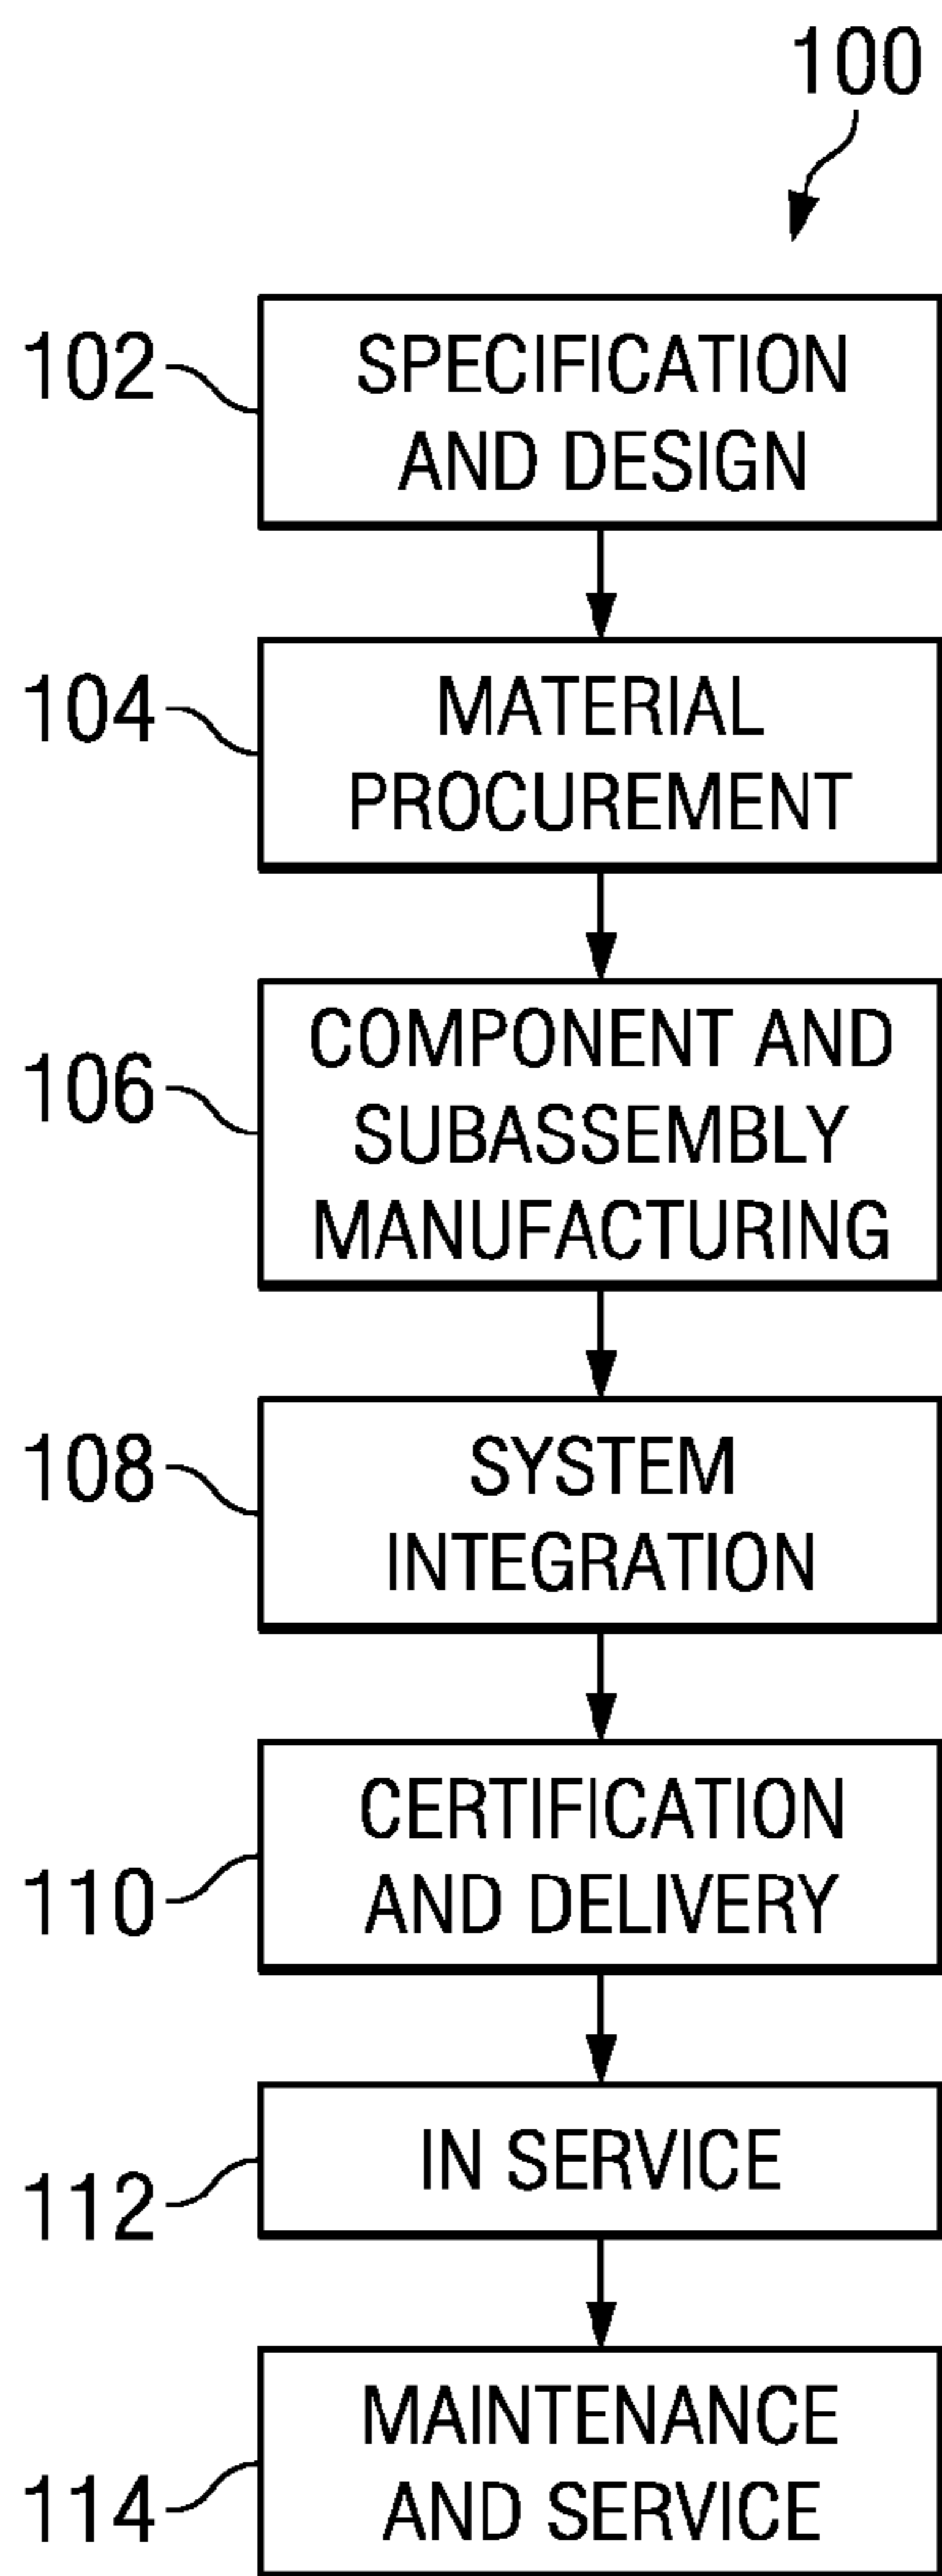 100
102
SPECIFICATION
AND DESIGN
104
MATERIAL
PROCUREMENT
106
COMPONENT AND
SUBASSEMBLY
MANUFACTURING
108
SYSTEM
INTEGRATION
110
CERTIFICATION
AND DELIVERY
112
IN SERVICE
114
MAINTENANCE
AND SERVICE